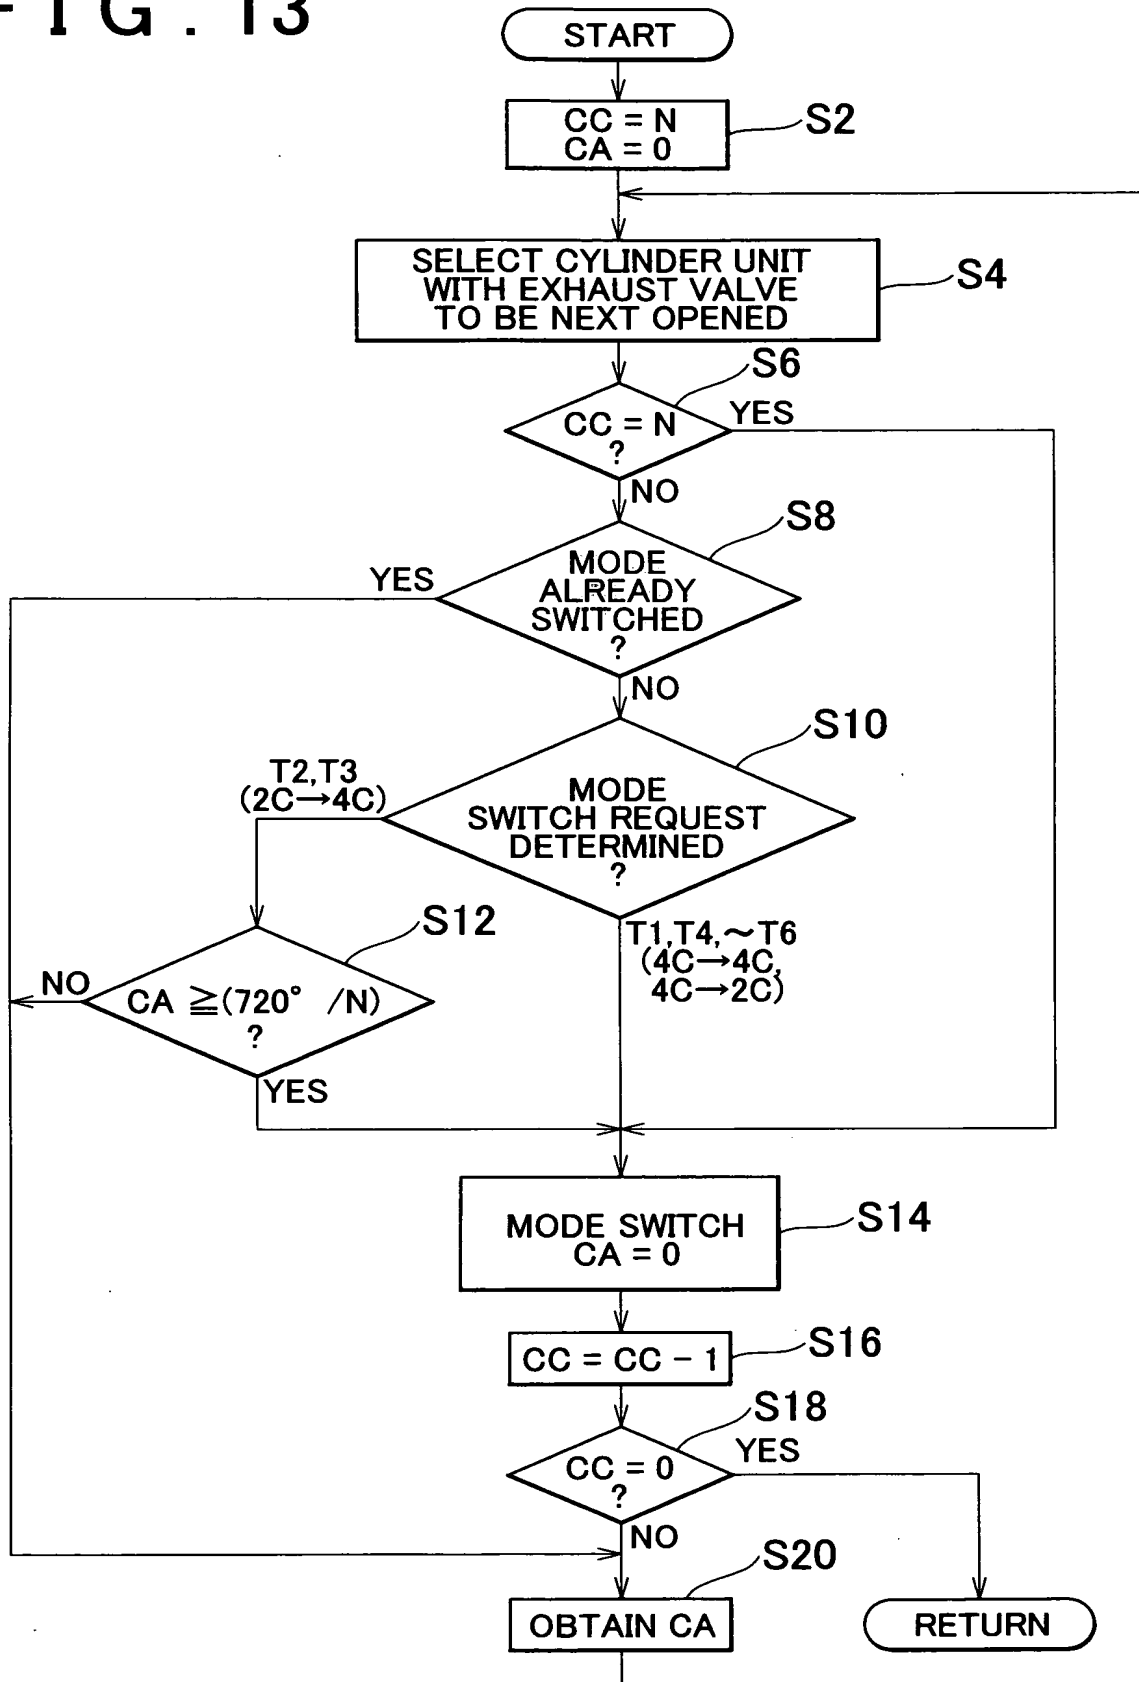 FIG. 13
START
CC = N
CA = 0
S2
SELECT CYLINDER UNIT
WITH EXHAUST VALVE
TO BE NEXT OPENED
S4
S6
CC = N
?
YES
NO
S8
MODE
ALREADY
SWITCHED
?
YES
NO
S10
MODE
SWITCH REQUEST
DETERMINED
?
T2,T3
(2C→4C)
T1,T4,~T6
(4C→4C,
4C→2C)
S12
CA ≧(720° /N)
?
NO
YES
MODE SWITCH
CA = 0
S14
CC = CC - 1
S16
S18
CC = 0
?
YES
NO
S20
OBTAIN CA
RETURN